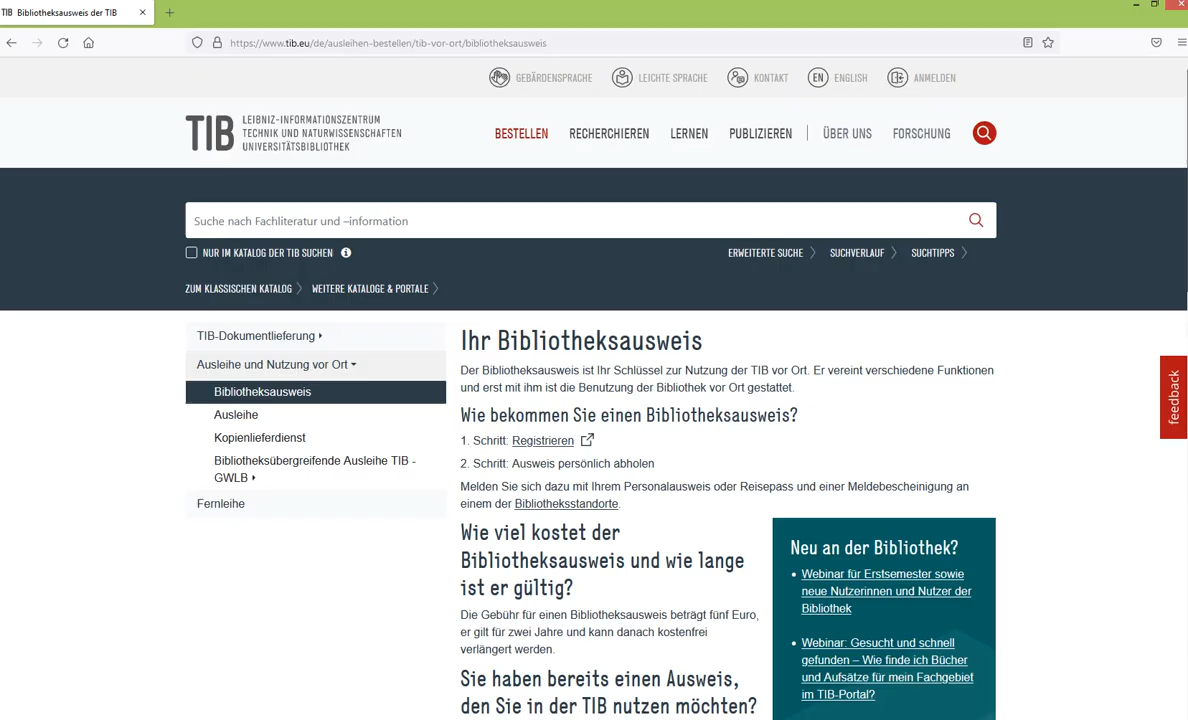 TIB Bibliotheksausweis der TIB
https://www.tib.eu/de/ausleihen-bestellen/tib-vor-ort/bibliotheksausweis
GEBÄRDENSPRACHE LEICHTE SPRACHE KONTAKT EN ENGLISH ANMELDEN
TIB
LEIBNIZ-INFORMATIONSZENTRUM
TECHNIK UND NATURWISSENSCHAFTEN
UNIVERSITÄTSBIBLIOTHEK
BESTELLEN RECHERCHIEREN LERNEN PUBLIZIEREN ÜBER UNS FORSCHUNG
Suche nach Fachliteratur und –information
NUR IM KATALOG DER TIB SUCHEN
ERWEITERTE SUCHE SUCHVERLAUF SUCHTIPPS
ZUM KLASSISCHEN KATALOG WEITERE KATALOGE & PORTALE
TIB-Dokumentlieferung
Ausleihe und Nutzung vor Ort
Bibliotheksausweis
Ausleihe
Kopienlieferdienst
Bibliotheksübergreifende Ausleihe TIB -
GWLB
Fernleihe
Ihr Bibliotheksausweis
Der Bibliotheksausweis ist Ihr Schlüssel zur Nutzung der TIB vor Ort. Er vereint verschiedene Funktionen
und erst mit ihm ist die Benutzung der Bibliothek vor Ort gestattet.
Wie bekommen Sie einen Bibliotheksausweis?
1. Schritt: Registrieren
2. Schritt: Ausweis persönlich abholen
Melden Sie sich dazu mit Ihrem Personalausweis oder Reisepass und einer Meldebescheinigung an
einem der Bibliotheksstandorte.
Wie viel kostet der
Bibliotheksausweis und wie lange
ist er gültig?
Die Gebühr für einen Bibliotheksausweis beträgt fünf Euro,
er gilt für zwei Jahre und kann danach kostenfrei
verlängert werden.
Sie haben bereits einen Ausweis,
den Sie in der TIB nutzen möchten?
Neu an der Bibliothek?
Webinar für Erstsemester sowie
neue Nutzerinnen und Nutzer der
Bibliothek
Webinar: Gesucht und schnell
gefunden – Wie finde ich Bücher
und Aufsätze für mein Fachgebiet
im TIB-Portal?
feedback